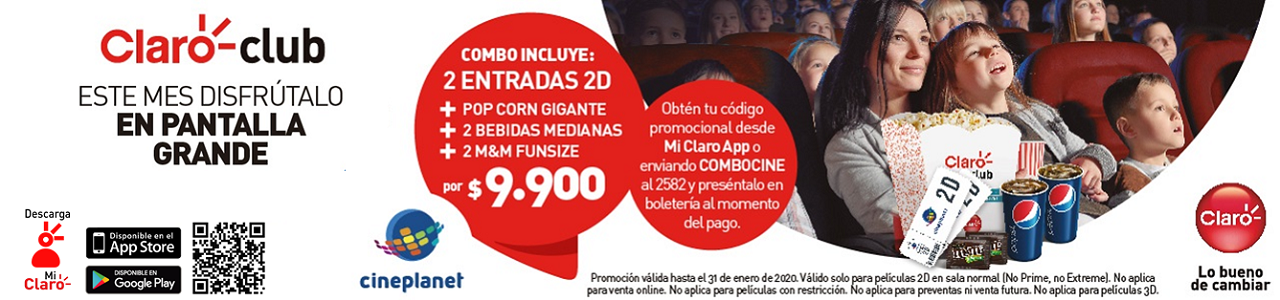 Claro-club
ESTE MES DISFRÚTALO
EN PANTALLA
GRANDE
Descarga
Mi
Claro
Disponible en el
App Store
DISPONIBLE EN
Google Play
COMBO INCLUYE:
2 ENTRADAS 2D
+ POP CORN GIGANTE
+ 2 BEBIDAS MEDIANAS
+ 2 M&M FUNSIZE
por $9.900
cineplanet
Obtén tu código
promocional desde
Mi Claro App o
enviando COMBOCINE
al 2582 y preséntalo en
boletería al momento
del pago.
Claro
club
2D
2D
cineplanet
pepsi
pepsi
m&m's
Promoción válida hasta el 31 de enero de 2020. Válido solo para películas 2D en sala normal (No Prime, no Extreme). No aplica
para venta online. No aplica para películas con restricción. No aplica para preventas ni venta futura. No aplica para películas 3D.
Claro
Lo bueno
de cambiar